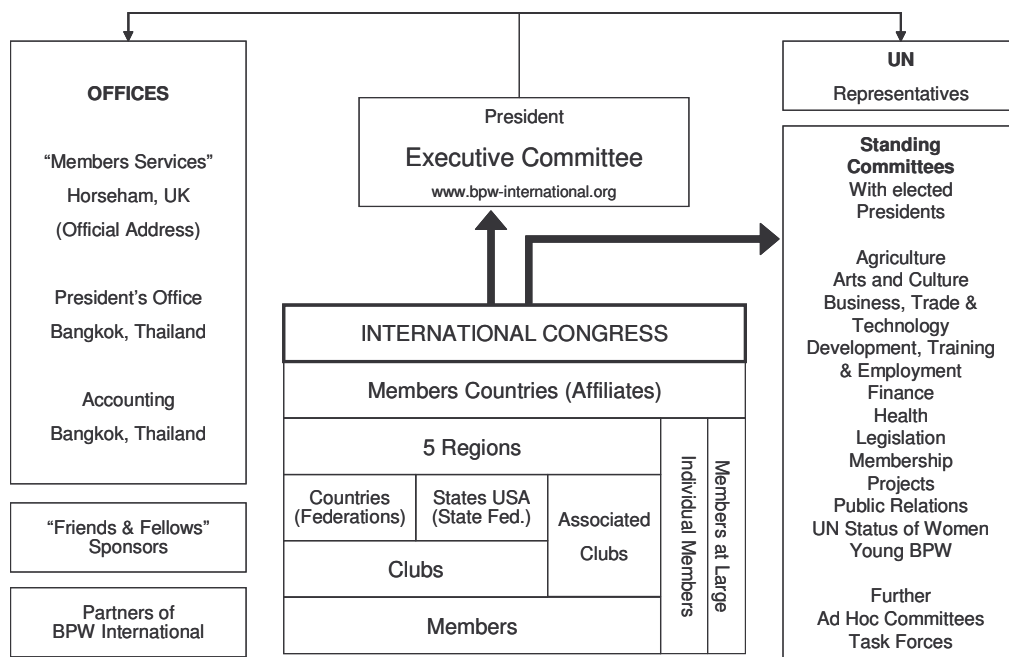 OFFICES
“Members Services”
Horseham, UK
(Official Address)
President’s Office
Bangkok, Thailand
Accounting
Bangkok, Thailand
“Friends & Fellows”
Sponsors
Partners of
BPW International
President
Executive Committee
www.bpw-international.org
INTERNATIONAL CONGRESS
Members Countries (Affiliates)
5 Regions
Countries
(Federations)
States USA
(State Fed.)
Associated
Clubs
Clubs
Members
Individual Members
Members at Large
UN
Representatives
Standing
Committees
With elected
Presidents
Agriculture
Arts and Culture
Business, Trade &
Technology
Development, Training
& Employment
Finance
Health
Legislation
Membership
Projects
Public Relations
UN Status of Women
Young BPW
Further
Ad Hoc Committees
Task Forces